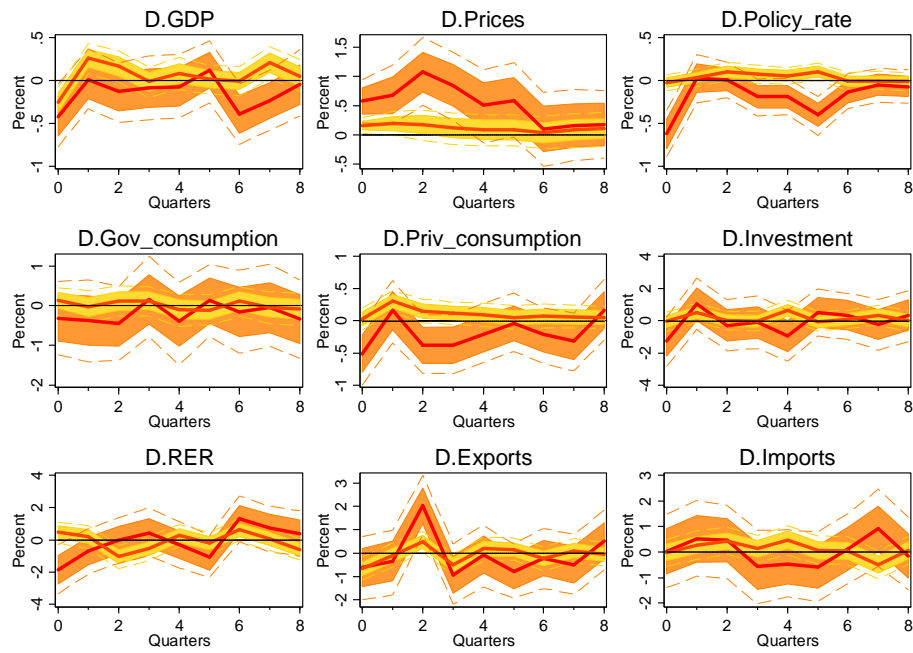 D.GDP
Percent
.5
0
-.5
-1
0 2 4 6 8
Quarters
D.Prices
Percent
1.5
1
.5
0
-.5
0 2 4 6 8
Quarters
D.Policy_rate
Percent
.5
0
-.5
-1
0 2 4 6 8
Quarters
D.Gov_consumption
Percent
1
0
-1
-2
0 2 4 6 8
Quarters
D.Priv_consumption
Percent
1
.5
0
-.5
-1
0 2 4 6 8
Quarters
D.Investment
Percent
4
2
0
-2
-4
0 2 4 6 8
Quarters
D.RER
Percent
4
2
0
-2
-4
0 2 4 6 8
Quarters
D.Exports
Percent
3
2
1
0
-1
-2
0 2 4 6 8
Quarters
D.Imports
Percent
3
2
1
0
-1
-2
0 2 4 6 8
Quarters